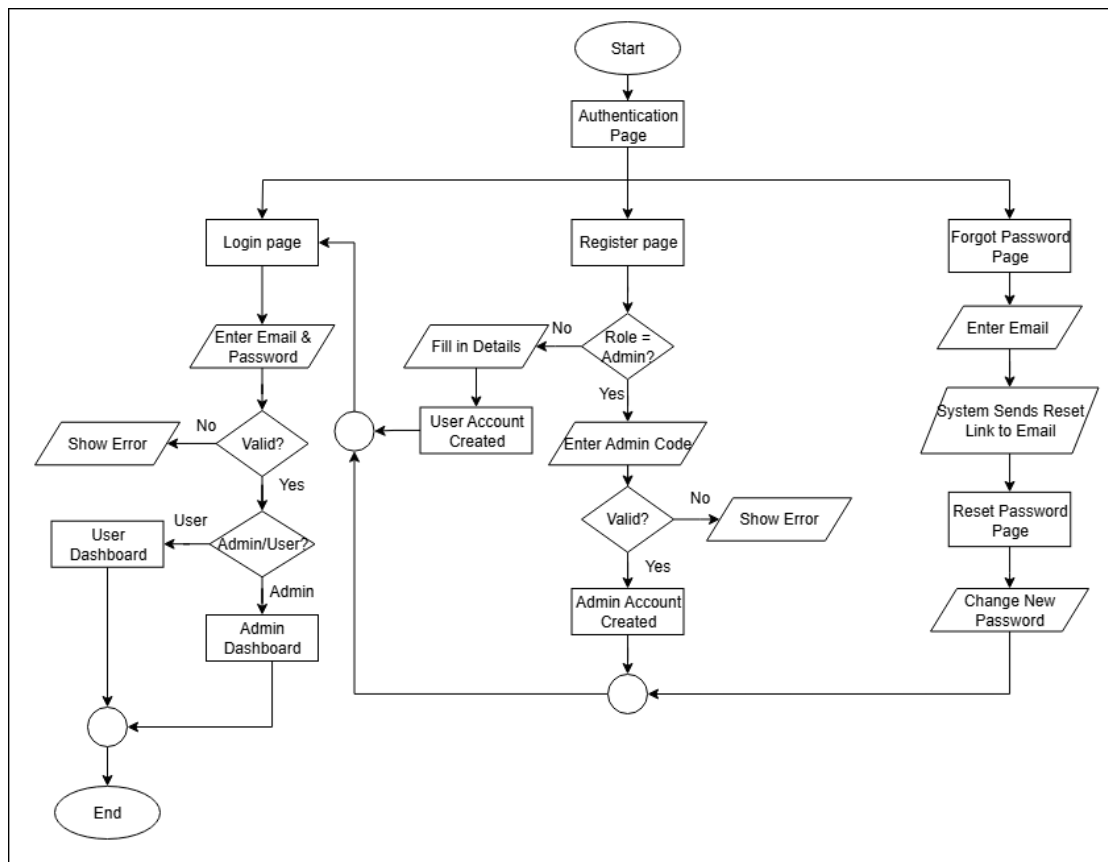 Start
Authentication
Page
Login page
Register page
Forgot Password
Page
Enter Email &
Password
Fill in Details
No
Role =
Admin?
Enter Email
Yes
User Account
Created
Enter Admin Code
System Sends Reset
Link to Email
Show Error
No
Valid?
Yes
Valid?
No
Show Error
Reset Password
Page
User
Dashboard
User
Admin/User?
Yes
Admin
Admin Account
Created
Change New
Password
Admin
Dashboard
End